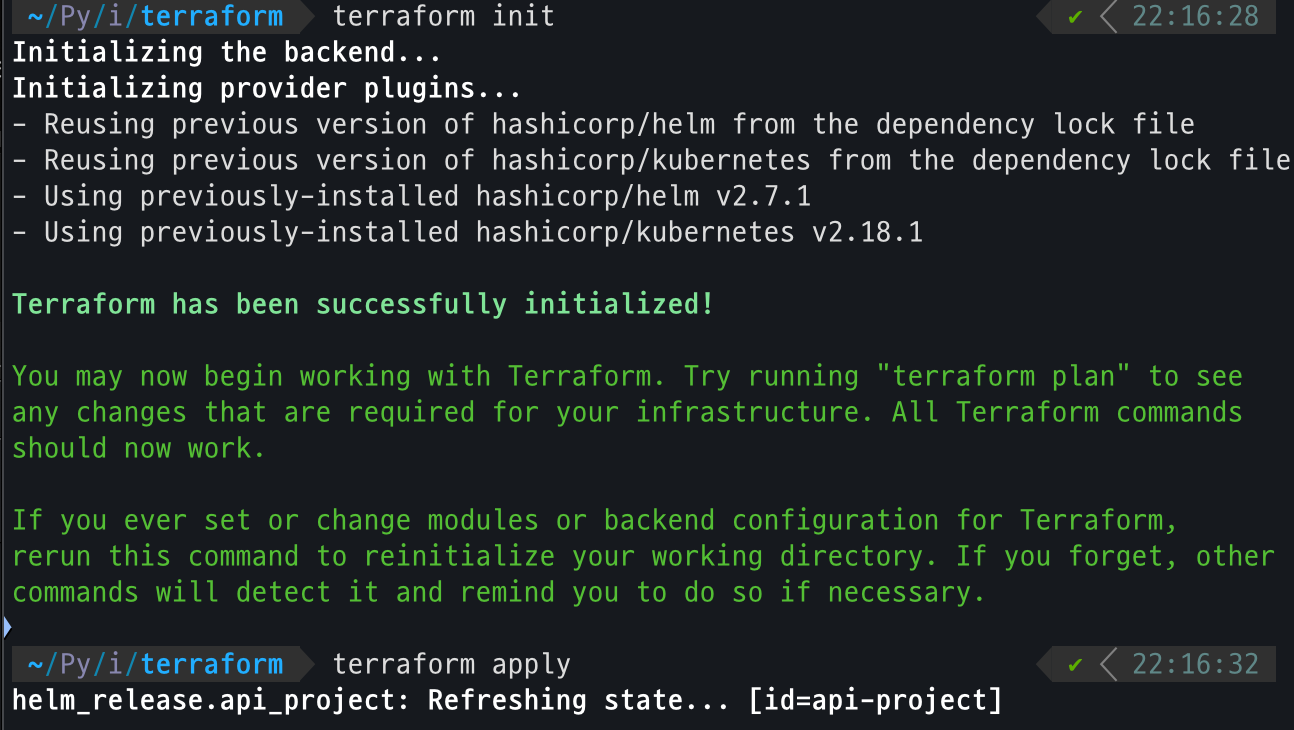 ~/Py/i/terraform terraform init ✔ 22:16:28
Initializing the backend...
Initializing provider plugins...
- Reusing previous version of hashicorp/helm from the dependency lock file
- Reusing previous version of hashicorp/kubernetes from the dependency lock file
- Using previously-installed hashicorp/helm v2.7.1
- Using previously-installed hashicorp/kubernetes v2.18.1
Terraform has been successfully initialized!
You may now begin working with Terraform. Try running "terraform plan" to see
any changes that are required for your infrastructure. All Terraform commands
should now work.
If you ever set or change modules or backend configuration for Terraform,
rerun this command to reinitialize your working directory. If you forget, other
commands will detect it and remind you to do so if necessary.
~/Py/i/terraform terraform apply ✔ 22:16:32
helm_release.api_project: Refreshing state... [id=api-project]